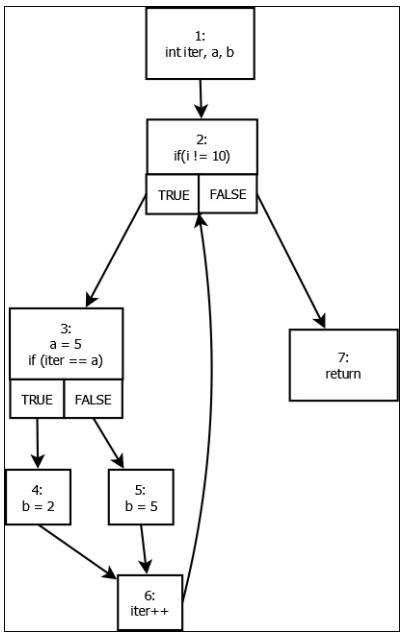 1:
int iter, a, b
2:
if(i != 10)
TRUE FALSE
3:
a = 5
if (iter == a)
TRUE FALSE
7:
return
4:
b = 2
5:
b = 5
6:
iter++